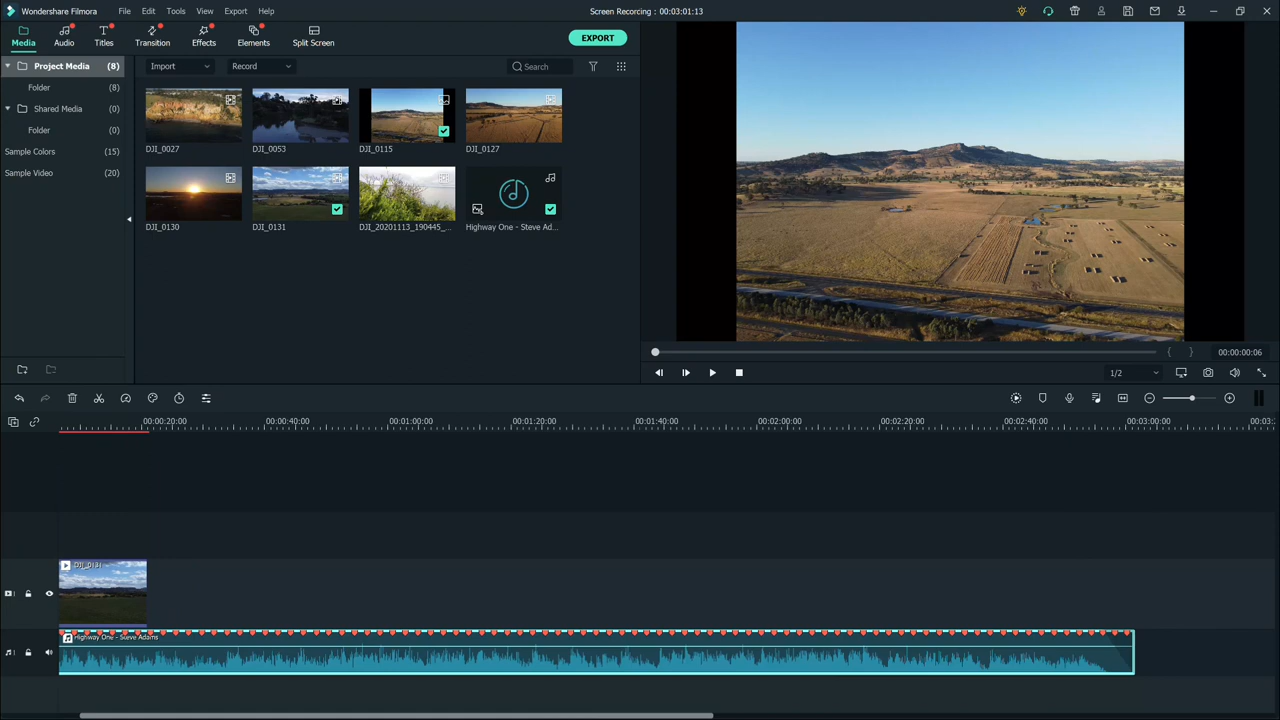 Wondershare Filmora File Edit Tools View Export Help Screen Recorcing : 00:03:01:13
Media Audio Titles Transition Effects Elements Split Screen EXPORT
Project Media (8) Import Record Search
Folder (8)
Shared Media (0)
Folder (0)
Sample Colors (15)
Sample Video (20)
DJI_0027 DJI_0053 DJI_0115 DJI_0127
DJI_0130 DJI_0131 DJI_20201113_190445_... Highway One - Steve Ad...
00:00:00:06
1/2
00:00:20:00 00:00:40:00 00:01:00:00 00:01:20:00 00:01:40:00 00:02:00:00 00:02:20:00 00:02:40:00 00:03:00:00 00:03:
DJI_0131
Highway One - Steve Adams
1
1